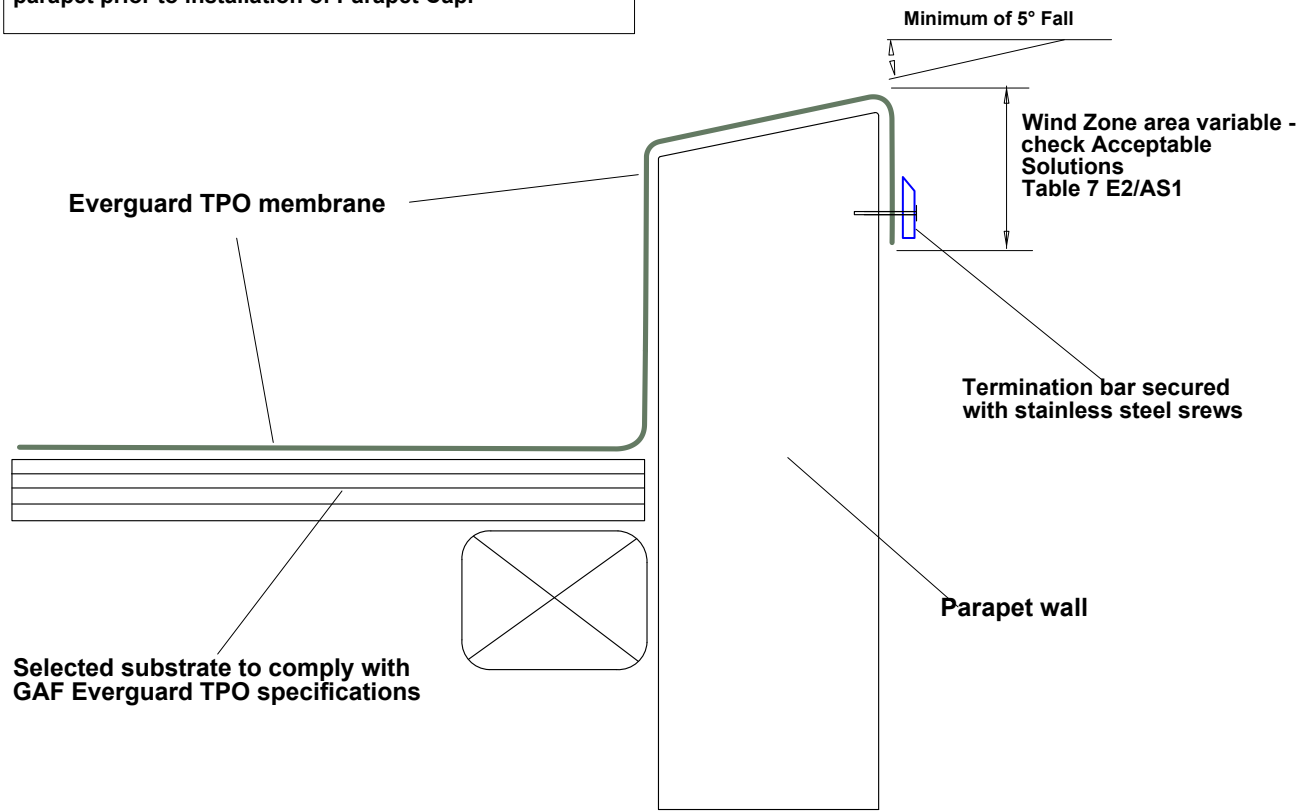 parapet prior to installation of Parapet Cap.
Minimum of 5° Fall
Wind Zone area variable -
check Acceptable
Solutions
Table 7 E2/AS1
Everguard TPO membrane
Termination bar secured
with stainless steel srews
Parapet wall
Selected substrate to comply with
GAF Everguard TPO specifications